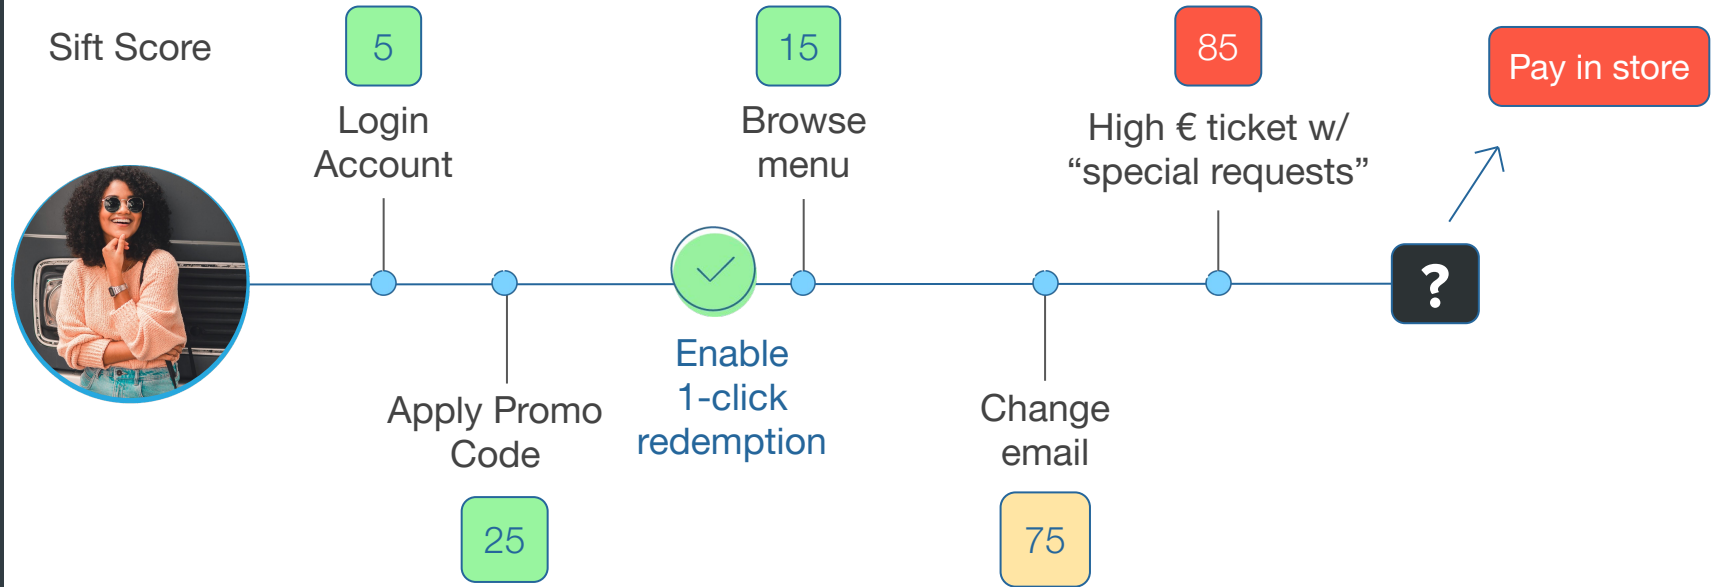 Sift Score
5
Login
Account
15
Browse
menu
85
High € ticket w/
“special requests”
Pay in store
?
Enable
1-click
redemption
Apply Promo
Code
25
Change
email
75